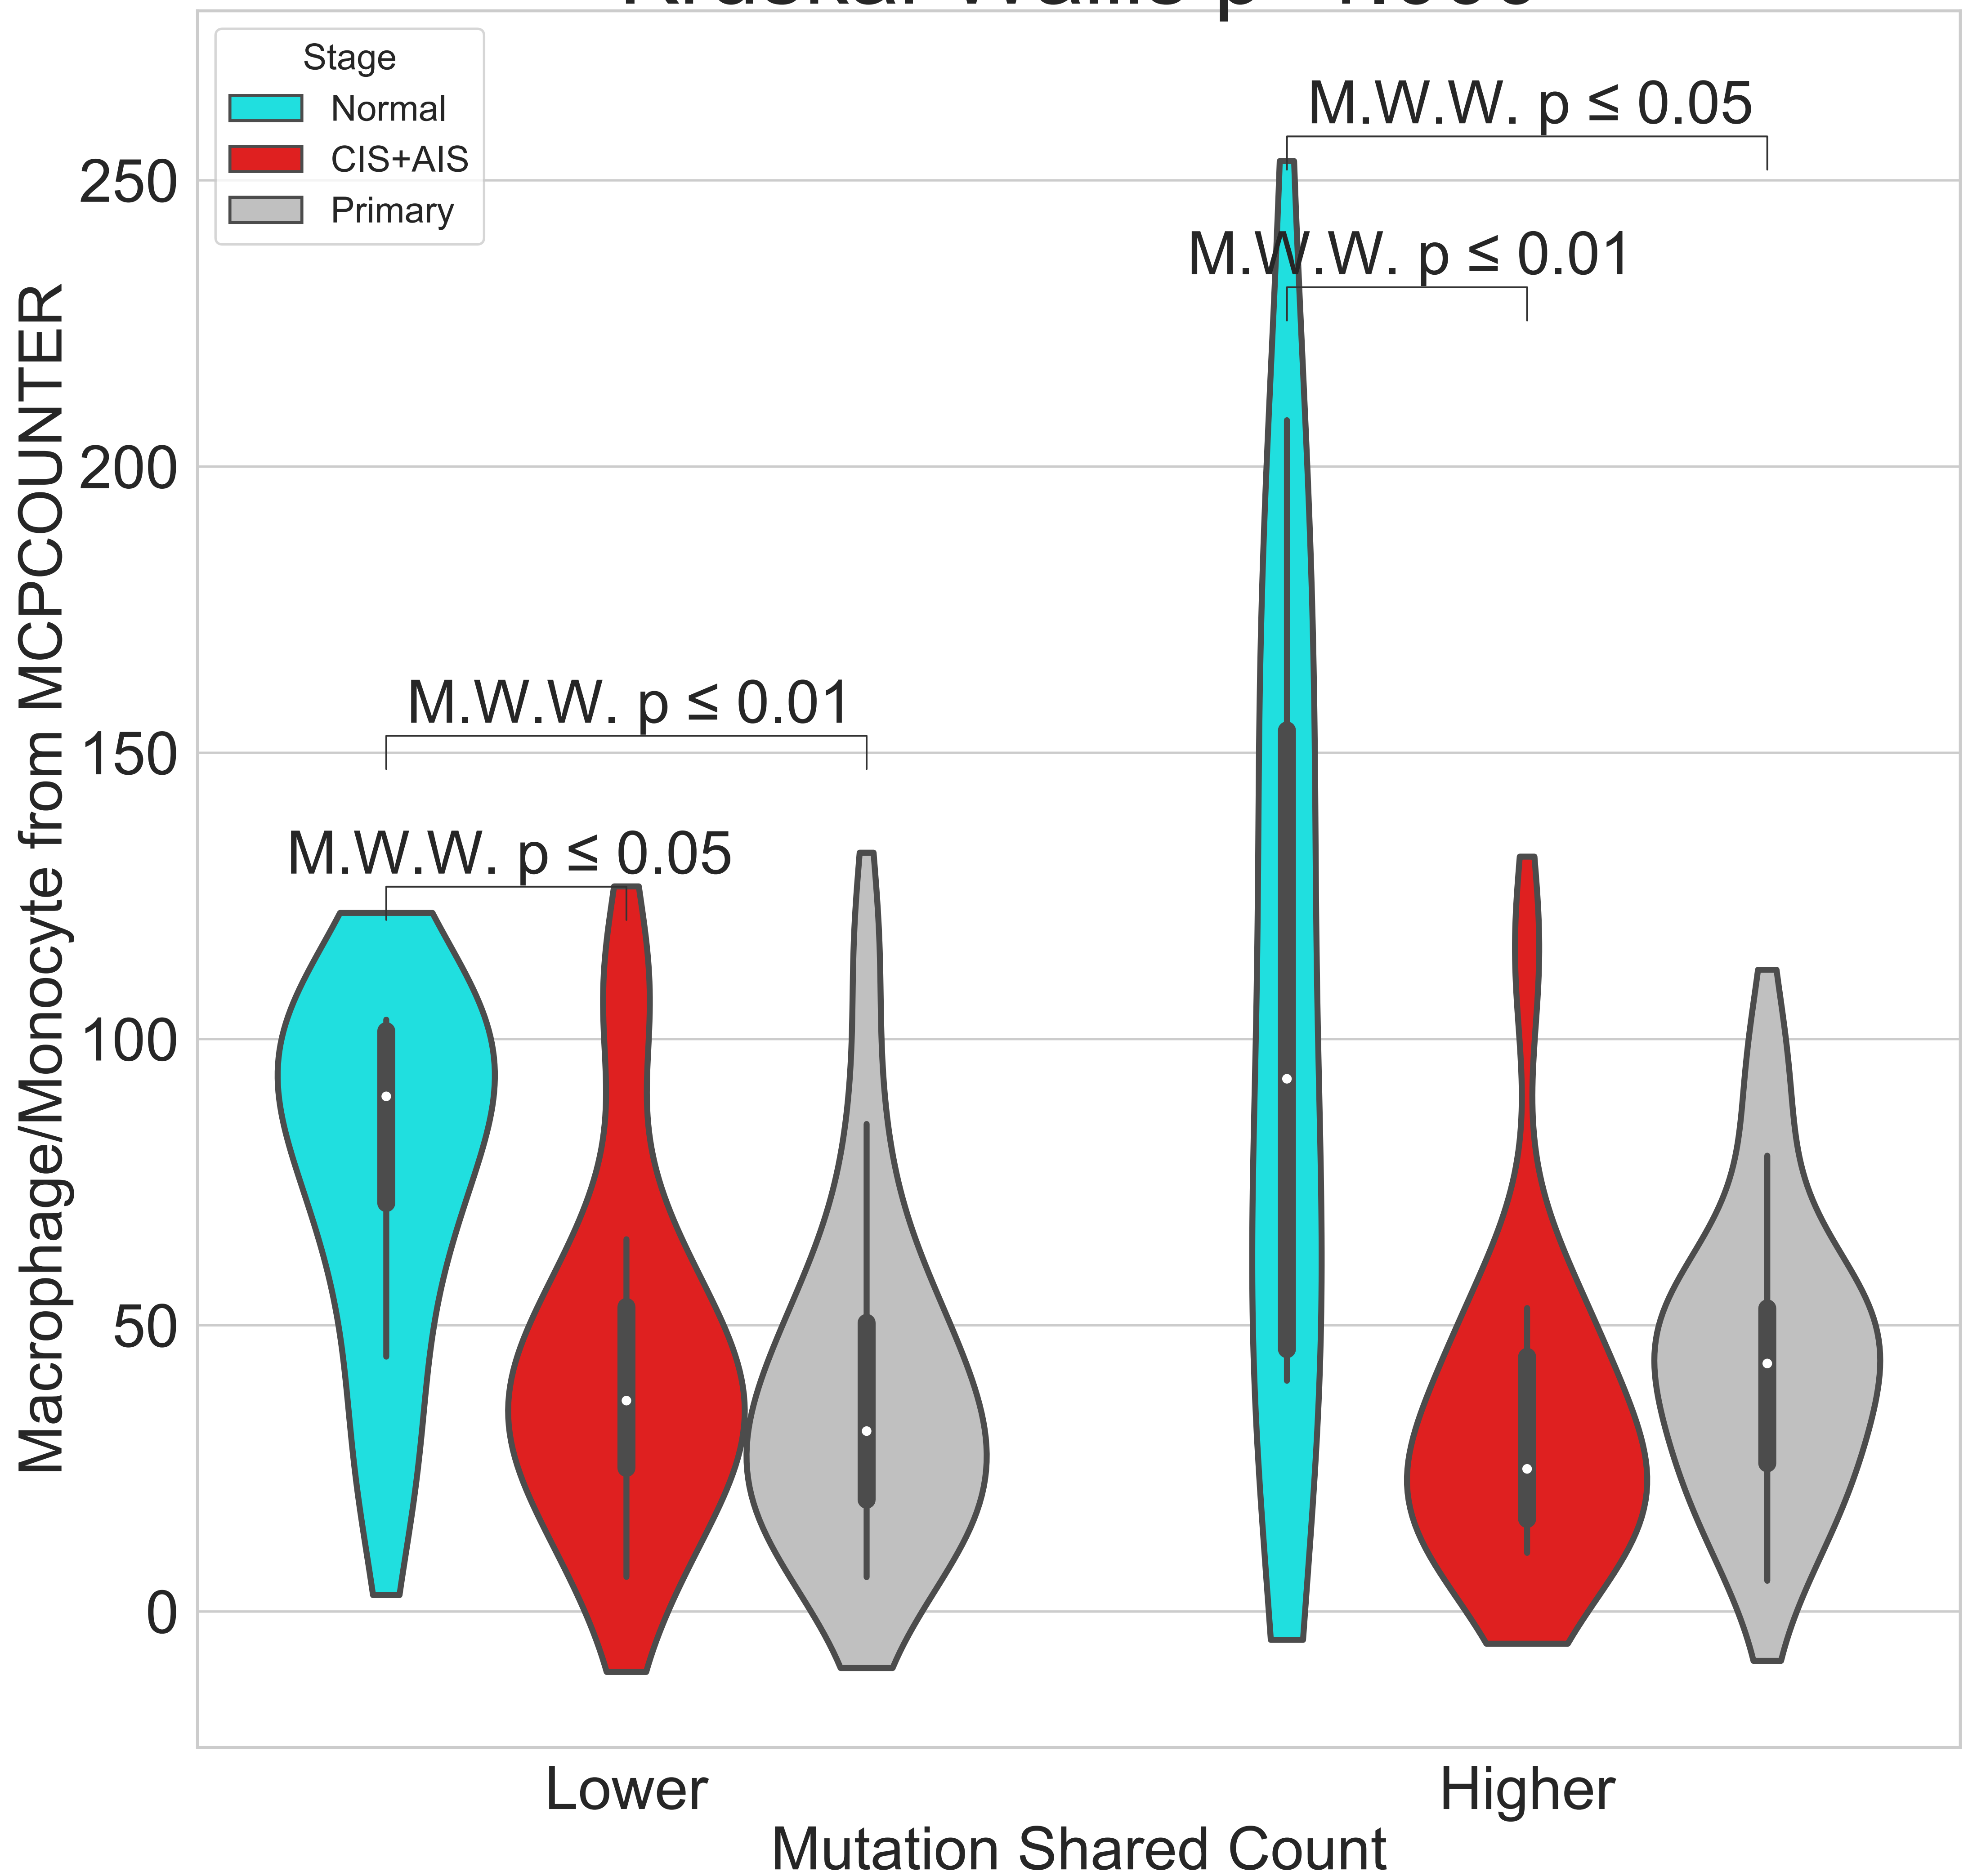 Stage
Normal
CIS+AIS
Primary
M.W.W. p ≤ 0.05
M.W.W. p ≤ 0.01
M.W.W. p ≤ 0.01
M.W.W. p ≤ 0.05
Macrophage/Monocyte from MCPCOUNTER
250
200
150
100
50
0
Lower
Higher
Mutation Shared Count